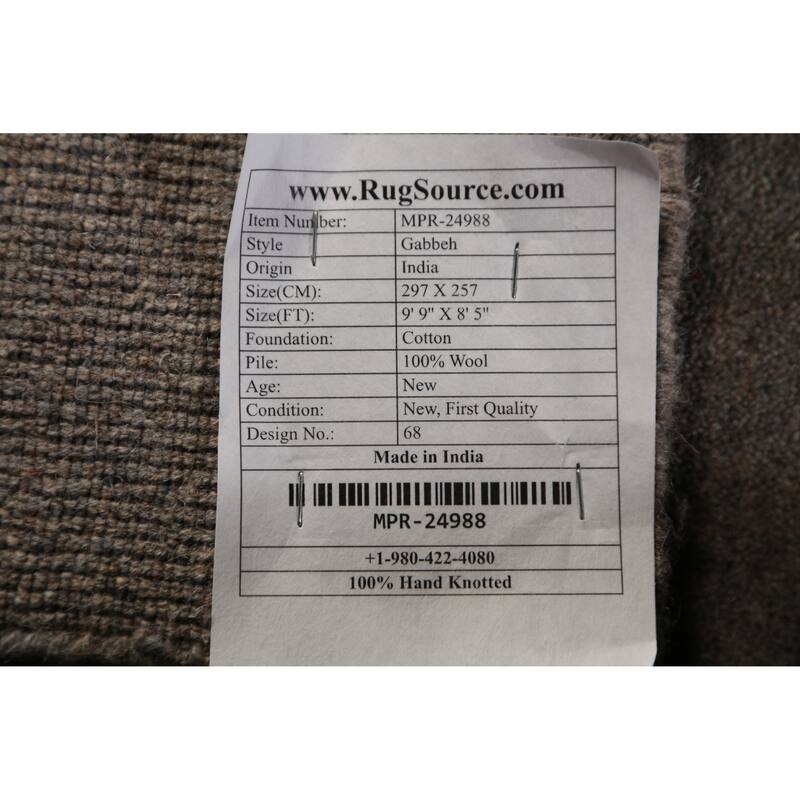 www.RugSource.com
Item Number: MPR-24988
Style Gabbeh
Origin India
Size(CM): 297 X 257
Size(FT): 9' 9" X 8' 5"
Foundation: Cotton
Pile: 100% Wool
Age: New
Condition: New, First Quality
Design No.: 68
Made in India
MPR-24988
+1-980-422-4080
100% Hand Knotted